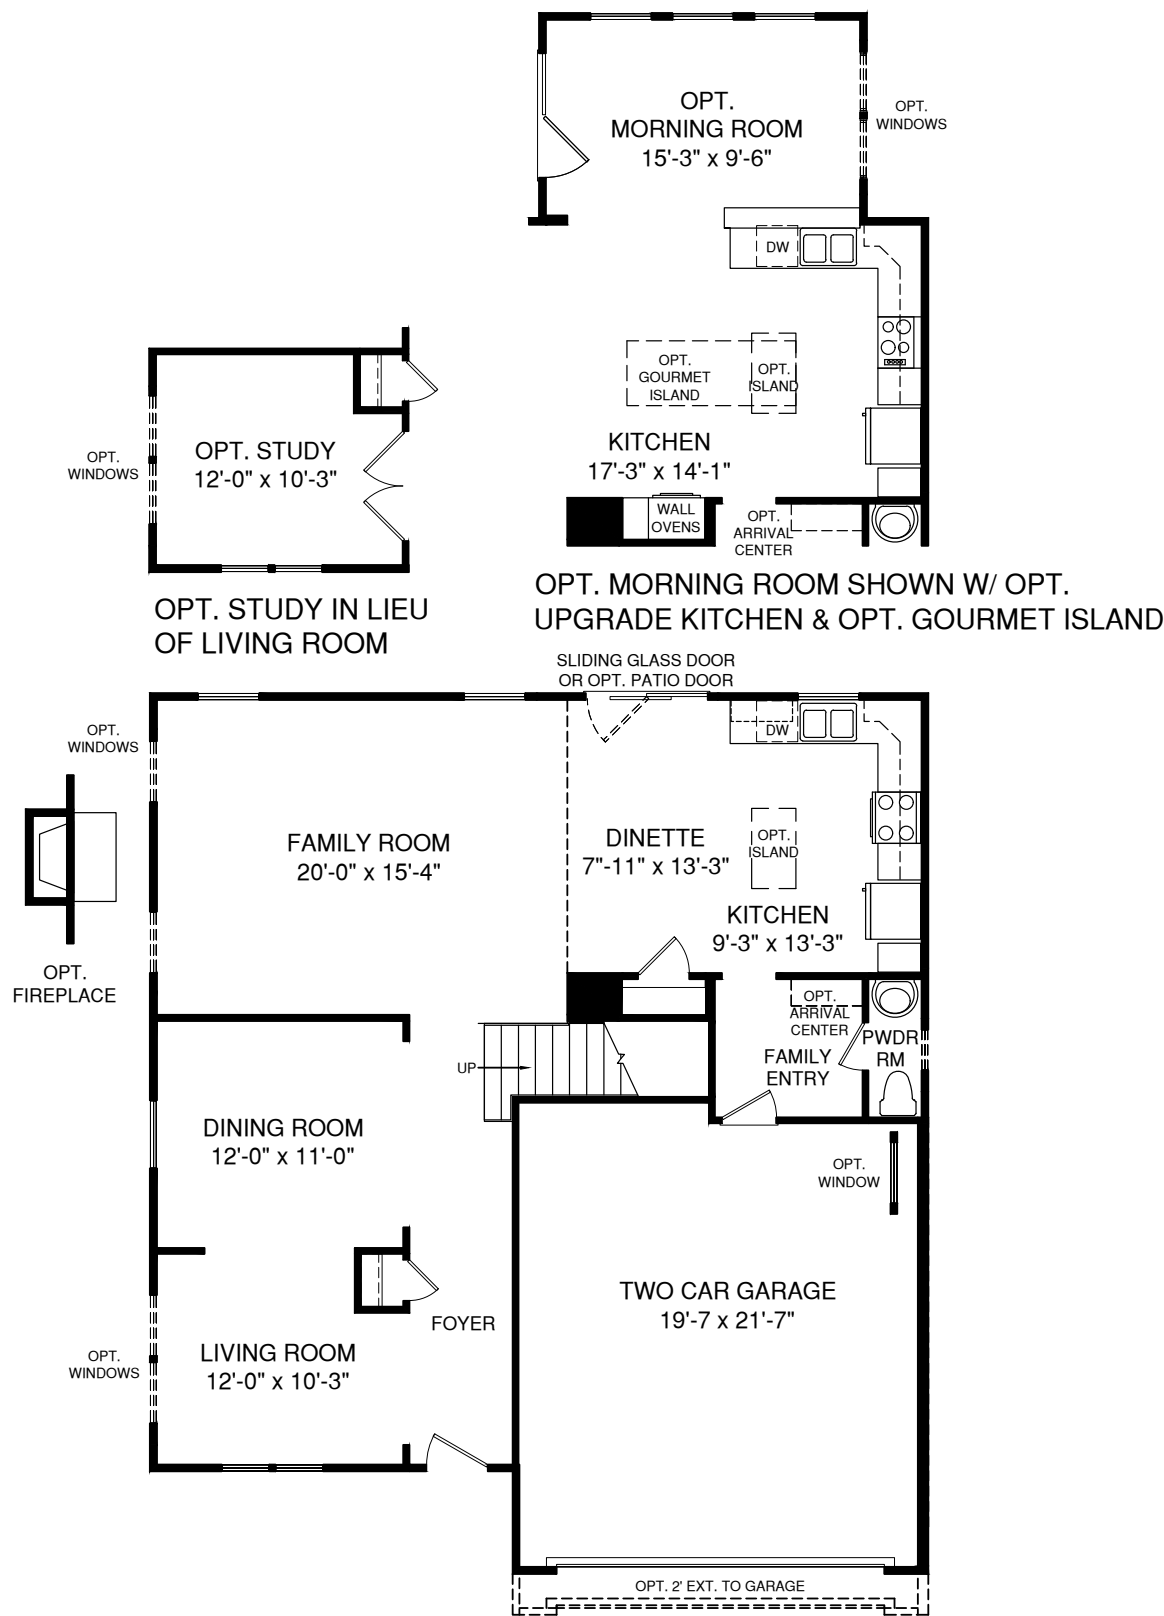 OPT.
MORNING ROOM
15'-3" x 9'-6"
OPT.
WINDOWS
DW
OPT.
GOURMET
ISLAND
OPT.
ISLAND
KITCHEN
17'-3" x 14'-1"
WALL
OVENS
OPT.
ARRIVAL
CENTER
OPT. MORNING ROOM SHOWN W/ OPT.
UPGRADE KITCHEN & OPT. GOURMET ISLAND
OPT.
WINDOWS
OPT. STUDY
12'-0" x 10'-3"
OPT. STUDY IN LIEU
OF LIVING ROOM
SLIDING GLASS DOOR
OR OPT. PATIO DOOR
OPT.
WINDOWS
DW
FAMILY ROOM
20'-0" x 15'-4"
DINETTE
7"-11" x 13'-3"
OPT.
ISLAND
KITCHEN
9'-3" x 13'-3"
OPT.
FIREPLACE
OPT.
ARRIVAL
CENTER
PWDR
RM
FAMILY
ENTRY
UP
DINING ROOM
12'-0" x 11'-0"
OPT.
WINDOW
TWO CAR GARAGE
19'-7 x 21'-7"
FOYER
OPT.
WINDOWS
LIVING ROOM
12'-0" x 10'-3"
OPT. 2' EXT. TO GARAGE